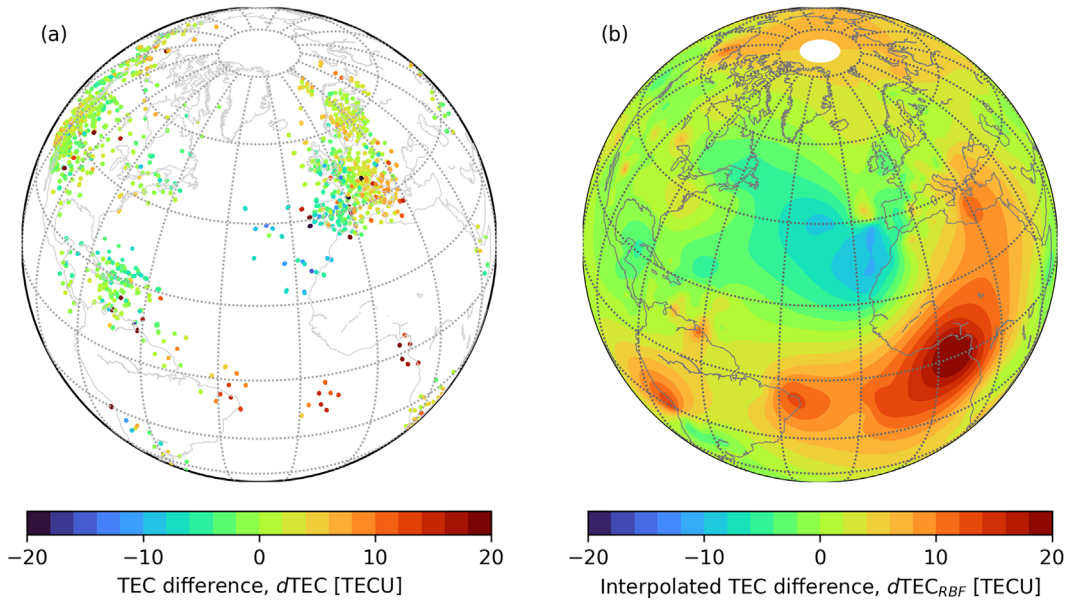 (a)
(b)
−20 −10 0 10 20
TEC difference, dTEC [TECU]
−20 −10 0 10 20
Interpolated TEC difference, dTEC_RBF [TECU]